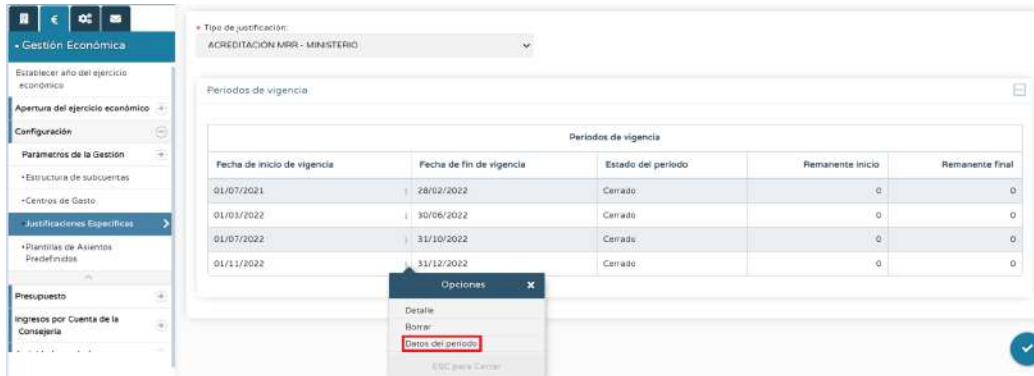 €
• Gestión Económica
Establecer año del ejercicio
económico
Apertura del ejercicio económico
Configuración
Parámetros de la Gestión
•Estructura de subcuentas
•Centros de Gasto
•Justificaciones Específicas
•Plantillas de Asientos
Predefinidos
Presupuesto
Ingresos por Cuenta de la
Consejería
* Tipo de justificación:
ACREDITACIÓN MRR - MINISTERIO
Periodos de vigencia
Periodos de vigencia
Fecha de inicio de vigencia Fecha de fin de vigencia Estado del período Remanente Inicio Remanente final
01/07/2021 28/02/2022 Cerrado 0 0
01/03/2022 30/06/2022 Cerrado 0 0
01/07/2022 31/10/2022 Cerrado 0 0
01/11/2022 31/12/2022 Cerrado 0 0
Opciones x
Detalle
Borrar
Datos del periodo
ESC para Cerrar